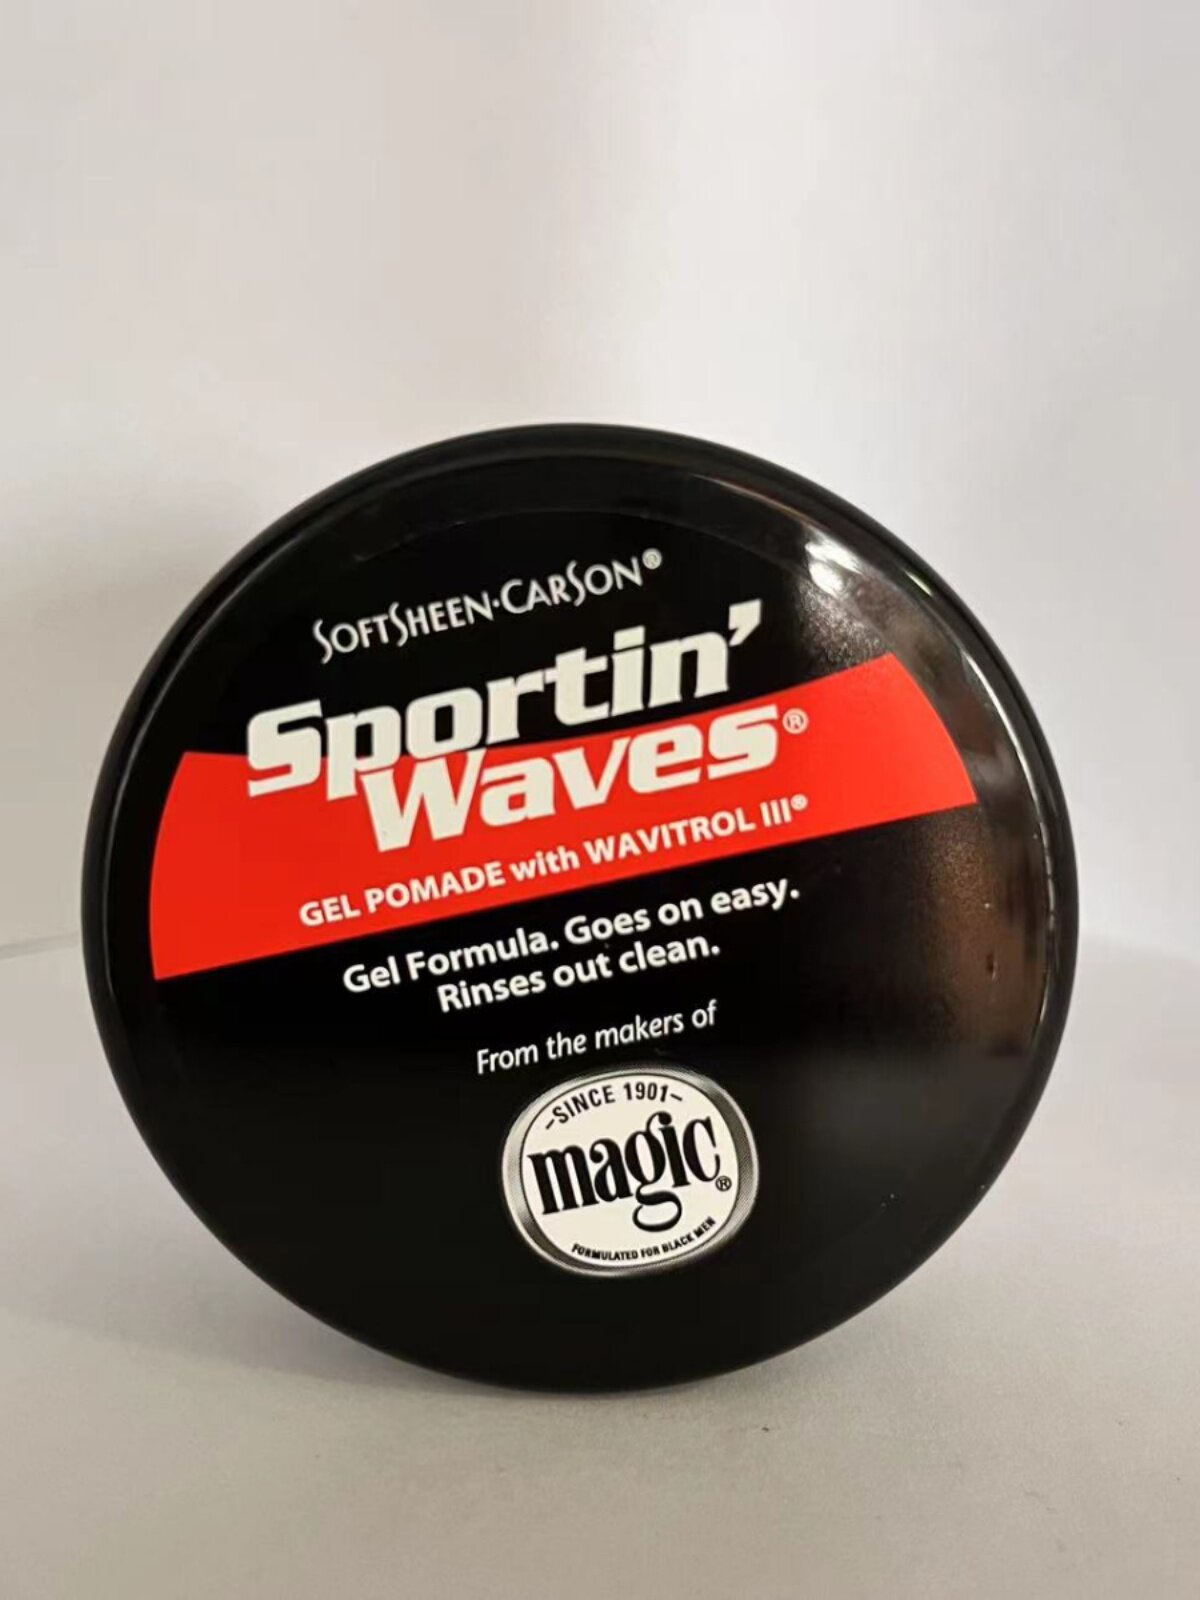 SOFTSHEEN·CARSON®
Sportin'
Waves®
GEL POMADE with WAVITROL III®
Gel Formula. Goes on easy.
Rinses out clean.
From the makers of
-SINCE 1901-
magic®
FORMULATED FOR BLACK MEN